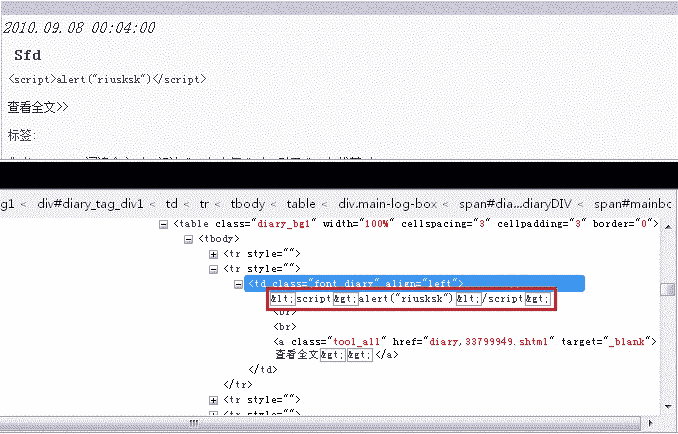 2010.09.08 00:04:00
Sfd
<script>alert("riusksk")</script>
查看全文>>
标签:
g1 < div#diary_tag_div1 < td < tr < tbody < table < div.main-log-box < span#dia...diaryDIV < span#mainbo
<table class="diary_bg1" width="100%" cellspacing="3" cellpadding="3" border="0">
<tbody>
<tr style="">
<tr style="">
<td class="font_diary" align="left">
&lt;script&gt;alert("riusksk")&lt;/script&gt;
<br>
<br>
<a class="tool_all" href="diary,33799949.shtml" target="_blank">
查看全文&gt;&gt;</a>
</td>
</tr>
<tr style="">
<tr style="">